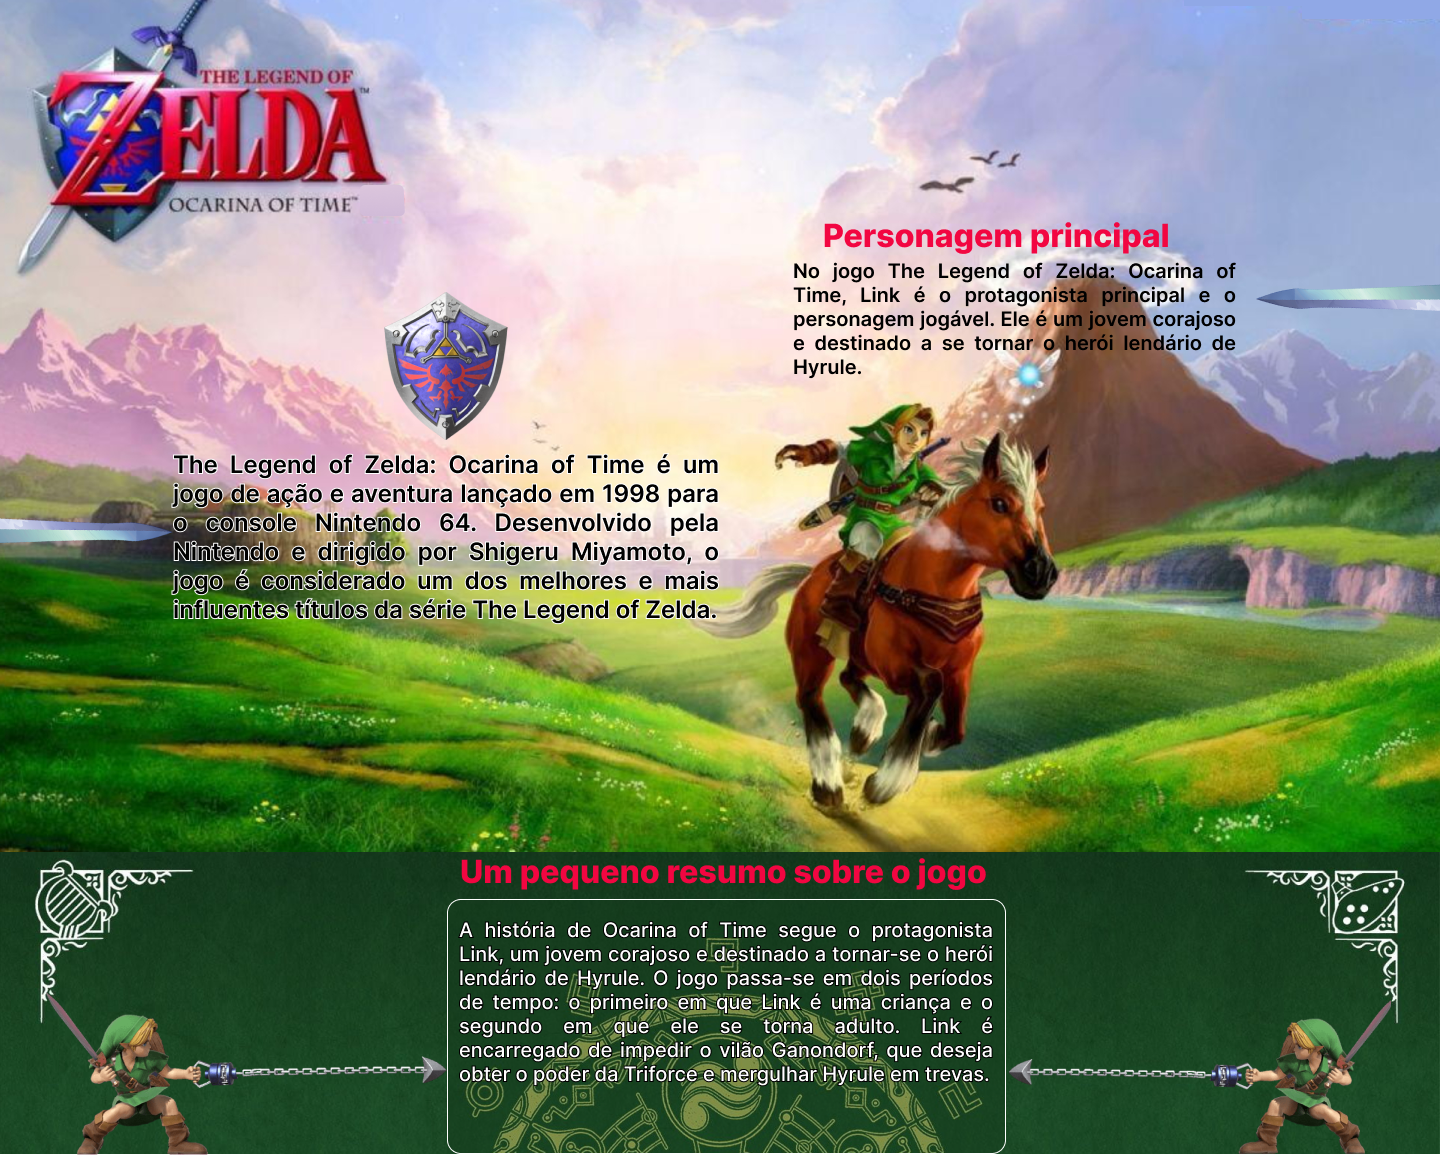 THE LEGEND OF
ZELDA™
OCARINA OF TIME™
Personagem principal
No jogo The Legend of Zelda: Ocarina of
Time, Link é o protagonista principal e o
personagem jogável. Ele é um jovem corajoso
e destinado a se tornar o herói lendário de
Hyrule.
The Legend of Zelda: Ocarina of Time é um
jogo de ação e aventura lançado em 1998 para
o console Nintendo 64. Desenvolvido pela
Nintendo e dirigido por Shigeru Miyamoto, o
jogo é considerado um dos melhores e mais
influentes títulos da série The Legend of Zelda.
Um pequeno resumo sobre o jogo
A história de Ocarina of Time segue o protagonista
Link, um jovem corajoso e destinado a tornar-se o herói
lendário de Hyrule. O jogo passa-se em dois períodos
de tempo: o primeiro em que Link é uma criança e o
segundo em que ele se torna adulto. Link é
encarregado de impedir o vilão Ganondorf, que deseja
obter o poder da Triforce e mergulhar Hyrule em trevas.